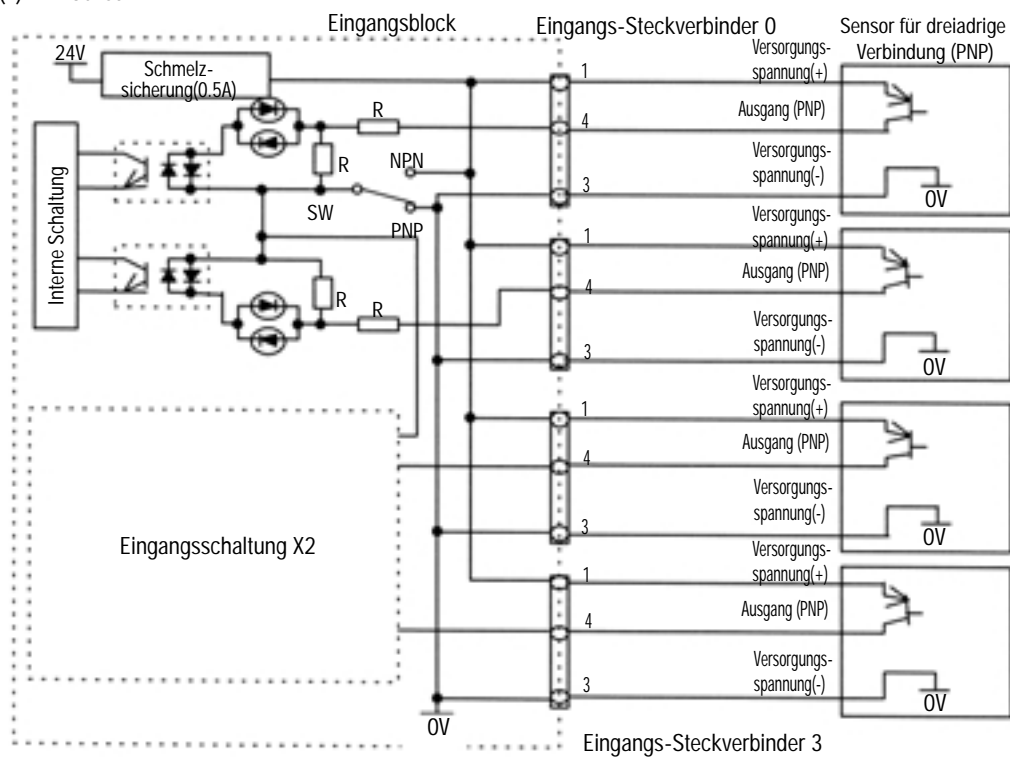 Eingangsblock
Eingangs-Steckverbinder 0
Sensor für dreiadrige
Verbindung (PNP)
24V
Schmelz-
sicherung(0.5A)
Interne Schaltung
R
R
NPN
SW
PNP
R
R
Eingangsschaltung X2
0V
1
Versorgungs-
spannung(+)
4
Ausgang (PNP)
3
Versorgungs-
spannung(-)
0V
1
Versorgungs-
spannung(+)
4
Ausgang (PNP)
3
Versorgungs-
spannung(-)
0V
1
Versorgungs-
spannung(+)
4
Ausgang (PNP)
3
Versorgungs-
spannung(-)
0V
1
Versorgungs-
spannung(+)
4
Ausgang (PNP)
3
Versorgungs-
spannung(-)
0V
Eingangs-Steckverbinder 3